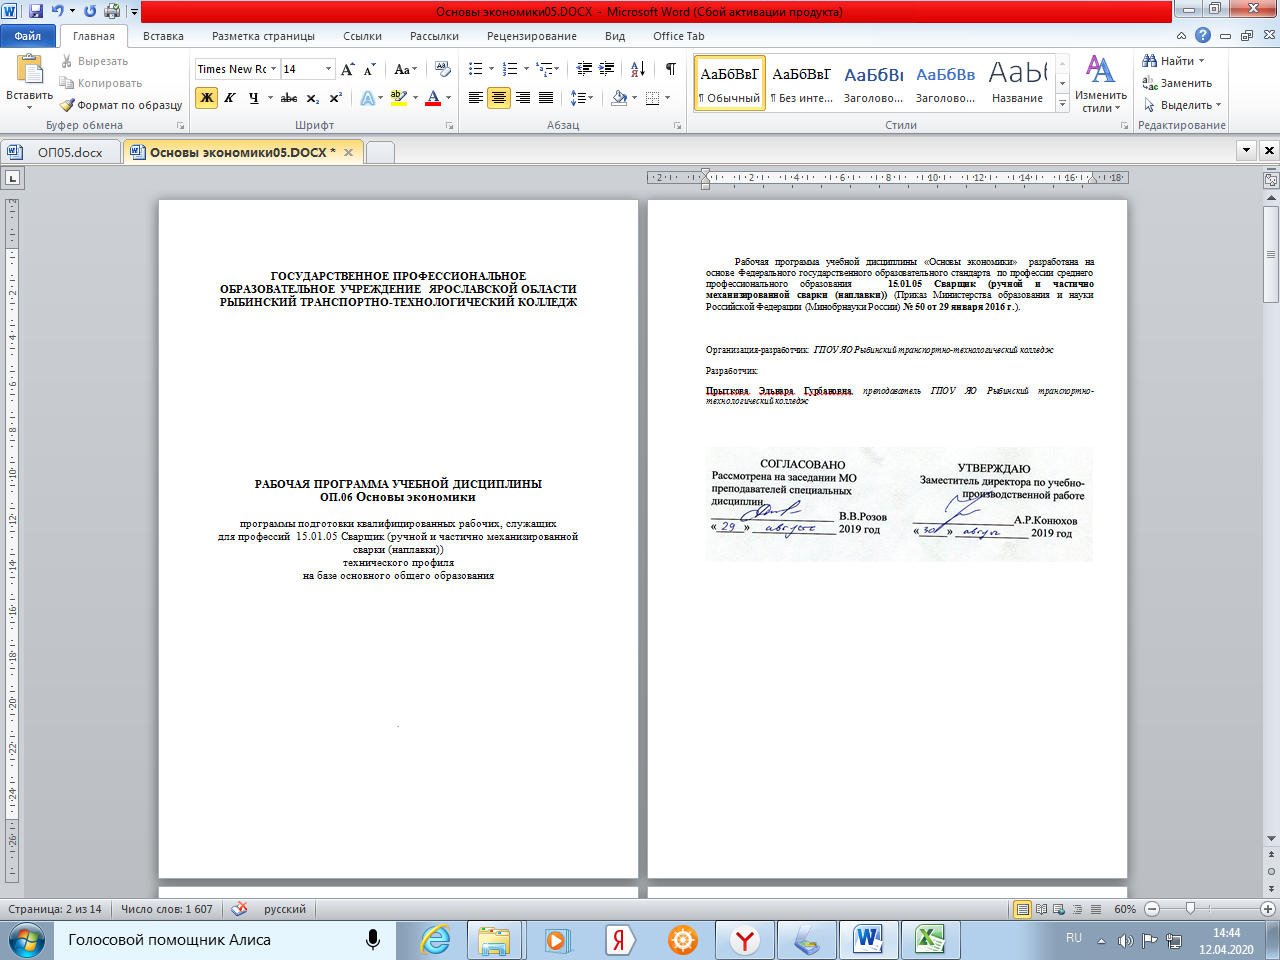 Основы экономики05.DOCX - Microsoft Word (Сбой активации продукта)
Файл Главная Вставка Разметка страницы Ссылки Рассылки Рецензирование Вид Office Tab
Вставить
Вырезать
Копировать
Формат по образцу
Буфер обмена
Times New Rc 14
Шрифт
Абзац
АаБбВвГ АаБбВвГ АаБбВı АаБбВв АаЬ
¶ Обычный ¶ Без инте... Заголово... Заголово... Название
Изменить стили
Стили
Найти
Заменить
Выделить
Редактирование
ОП05.docx Основы экономики05.DOCX *
ГОСУДАРСТВЕННОЕ ПРОФЕССИОНАЛЬНОЕ
ОБРАЗОВАТЕЛЬНОЕ УЧРЕЖДЕНИЕ ЯРОСЛАВСКОЙ ОБЛАСТИ
РЫБИНСКИЙ ТРАНСПОРТНО-ТЕХНОЛОГИЧЕСКИЙ КОЛЛЕДЖ
РАБОЧАЯ ПРОГРАММА УЧЕБНОЙ ДИСЦИПЛИНЫ
ОП.06 Основы экономики
программы подготовки квалифицированных рабочих, служащих
для профессий 15.01.05 Сварщик (ручной и частично механизированной
сварки (наплавки))
технического профиля
на базе основного общего образования
Рабочая программа учебной дисциплины «Основы экономики» разработана на
основе Федерального государственного образовательного стандарта по профессии среднего
профессионального образования 15.01.05 Сварщик (ручной и частично
механизированной сварки (наплавки)) (Приказ Министерства образования и науки
Российской Федерации (Минобрнауки России) № 50 от 29 января 2016 г.).
Организация-разработчик: ГПОУ ЯО Рыбинский транспортно-технологический колледж
Разработчик:
Прыткова Эльнара Гурбановна, преподаватель ГПОУ ЯО Рыбинский транспортно-
технологический колледж
СОГЛАСОВАНО
Рассмотрена на заседании МО
преподавателей специальных
дисциплин
В.В.Розов
«29» августа 2019 год
УТВЕРЖДАЮ
Заместитель директора по учебно-
производственной работе
А.Р.Конюхов
«30» август 2019 год
Страница: 2 из 14 Число слов: 1 607 русский 60%
Голосовой помощник Алиса
RU
14:44
12.04.2020